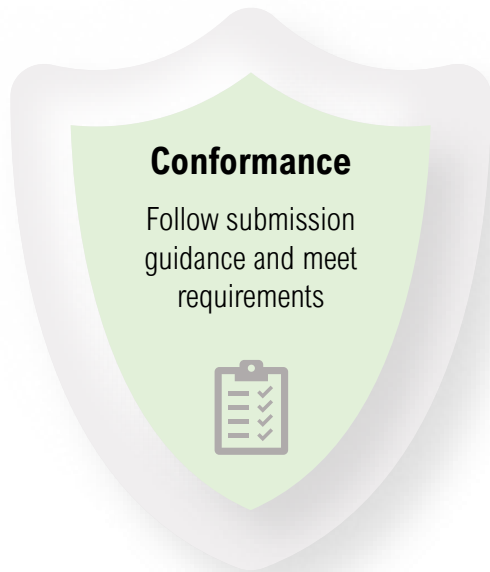 Conformance
Follow submission
guidance and meet
requirements